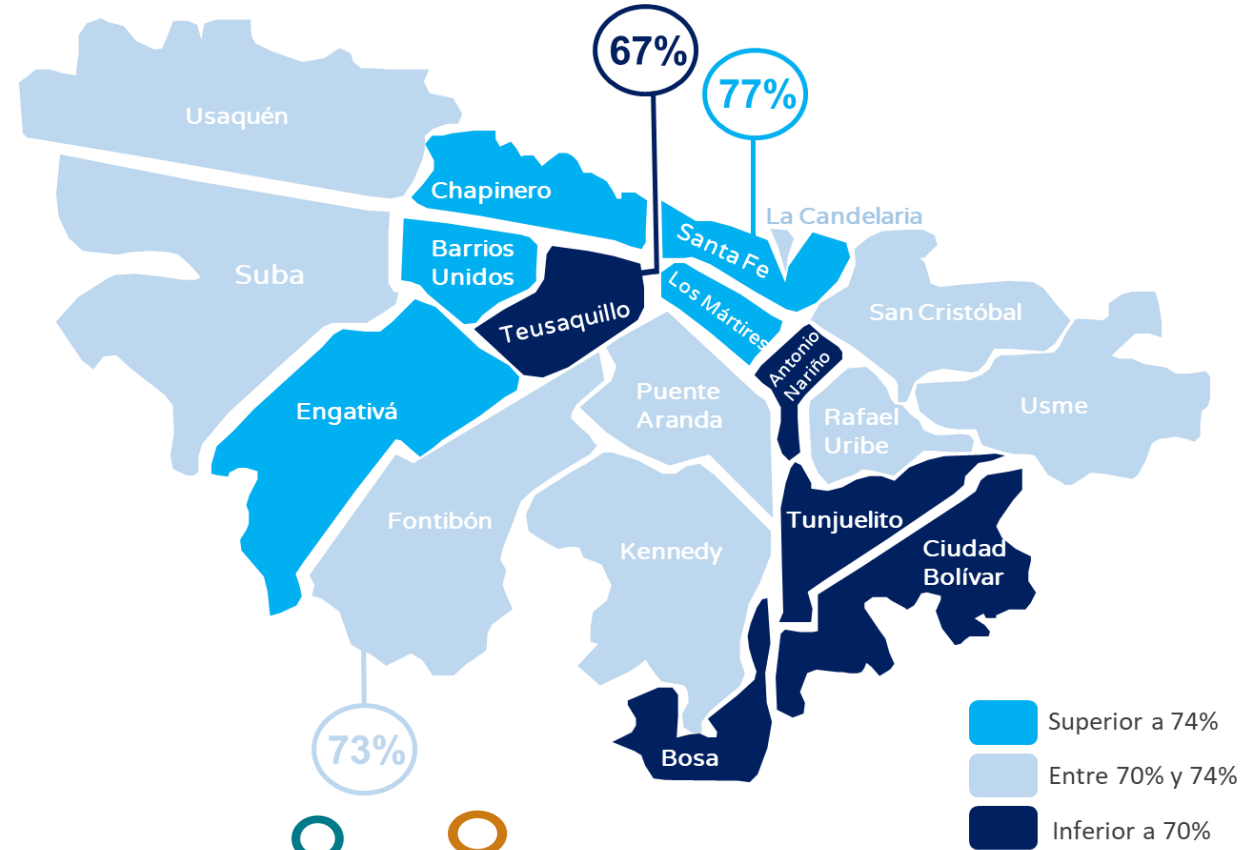 67%
77%
Usaquén
Chapinero
La Candelaria
Santa Fe
Barrios
Unidos
Suba
Los Mártires
Teusaquillo
San Cristóbal
Antonio
Nariño
Puente
Aranda
Engativá
Rafael
Uribe
Usme
Fontibón
Kennedy
Tunjuelito
Ciudad
Bolívar
73%
Bosa
Superior a 74%
Entre 70% y 74%
Inferior a 70%